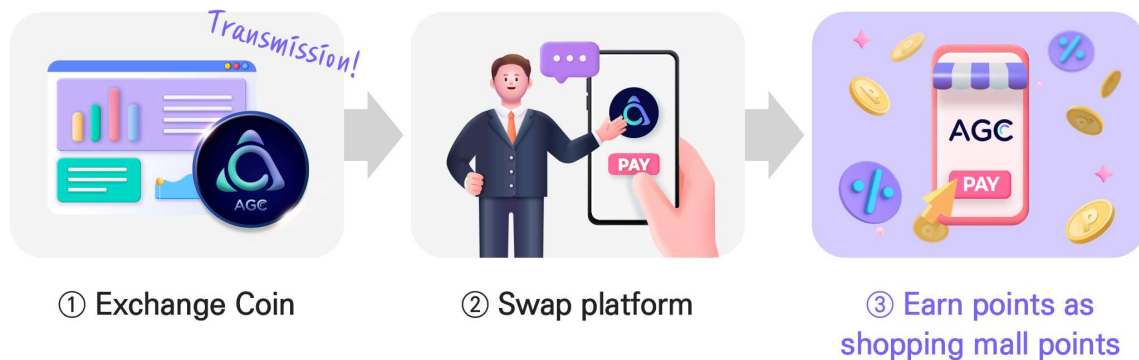 Transmission!
AGC
PAY
AGC
PAY
P
P
P
P
① Exchange Coin
② Swap platform
③ Earn points as
shopping mall points